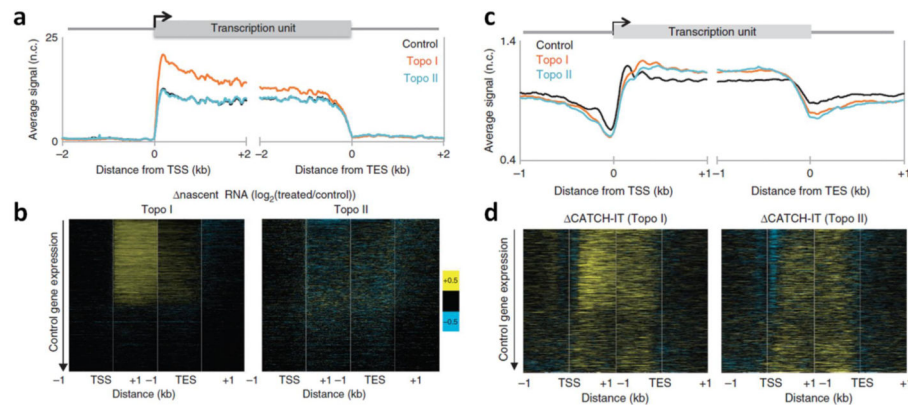 a
Transcription unit
25
Control
Topo I
Topo II
Average signal (n.c.)
0
−2 0 +2 −2 0 +2
Distance from TSS (kb) Distance from TES (kb)
b
Δnascent RNA (log2(treated/control))
Topo I Topo II
Control gene expression
+0.5
−0.5
−1 TSS +1 −1 TES +1 −1 TSS +1 −1 TES +1
Distance (kb) Distance (kb)
c
Transcription unit
1.4
Control
Topo I
Topo II
Average signal (n.c.)
0.4
−1 0 +1 −1 0 +1
Distance from TSS (kb) Distance from TES (kb)
d
ΔCATCH-IT (Topo I) ΔCATCH-IT (Topo II)
Control gene expression
−1 TSS +1 −1 TES +1 −1 TSS +1 −1 TES +1
Distance (kb) Distance (kb)